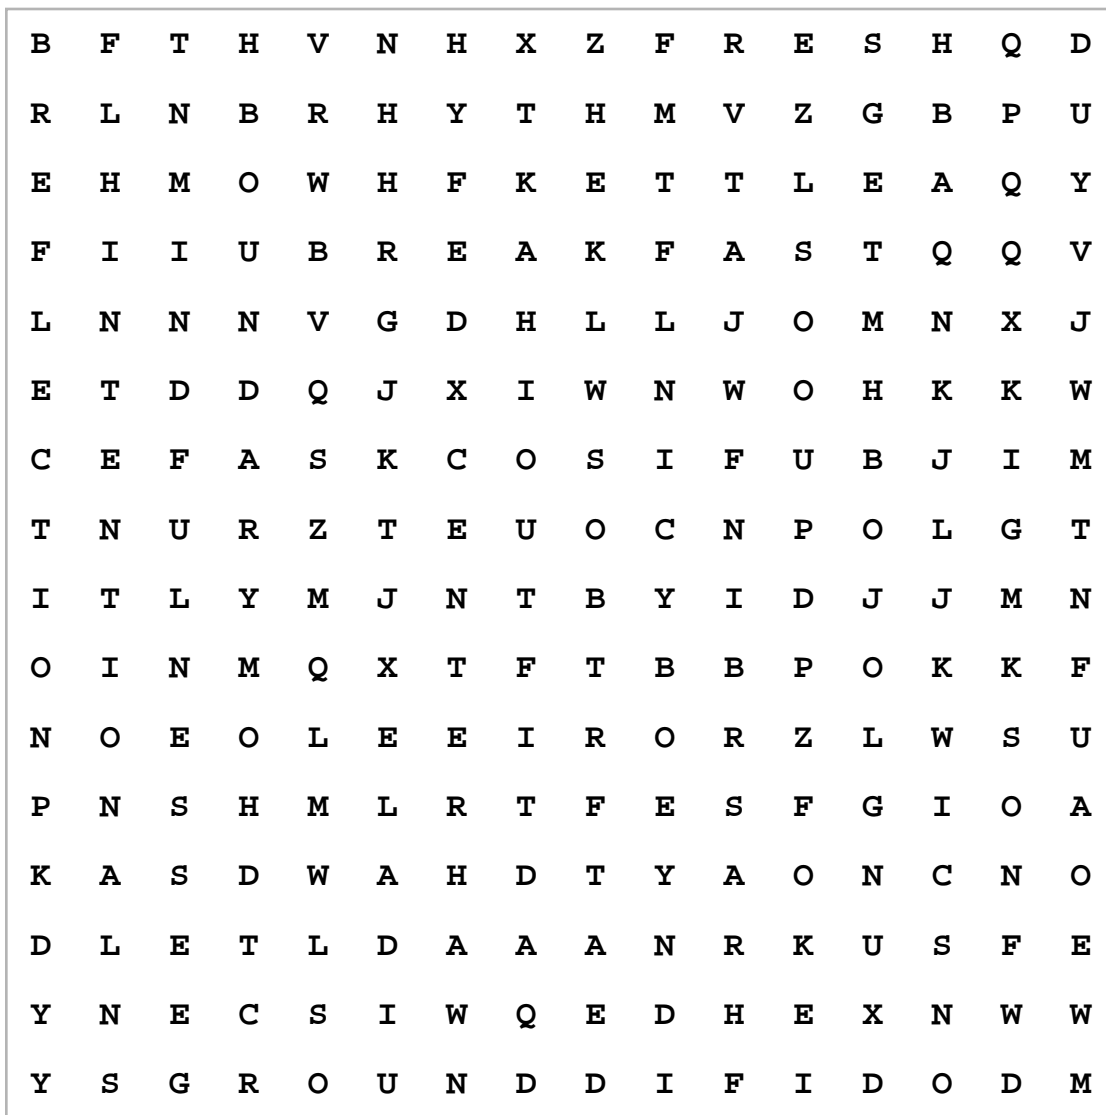 B F T H V N H X Z F R E S H Q D
R L N B R H Y T H M V Z G B P U
E H M O W H F K E T T L E A Q Y
F I I U B R E A K F A S T Q Q V
L N N N V G D H L L J O M N X J
E T D D Q J X I W N W O H K K W
C E F A S K C O S I F U B J I M
T N U R Z T E U O C N P O L G T
I T L Y M J N T B Y I D J J M N
O I N M Q X T F T B B P O K K F
N O E O L E E I R O R Z L W S U
P N S H M L R T F E S F G I O A
K A S D W A H D T Y A O N C N O
D L E T L D A A A N R K U S F E
Y N E C S I W Q E D H E X N W W
Y S G R O U N D D I F I D O D M